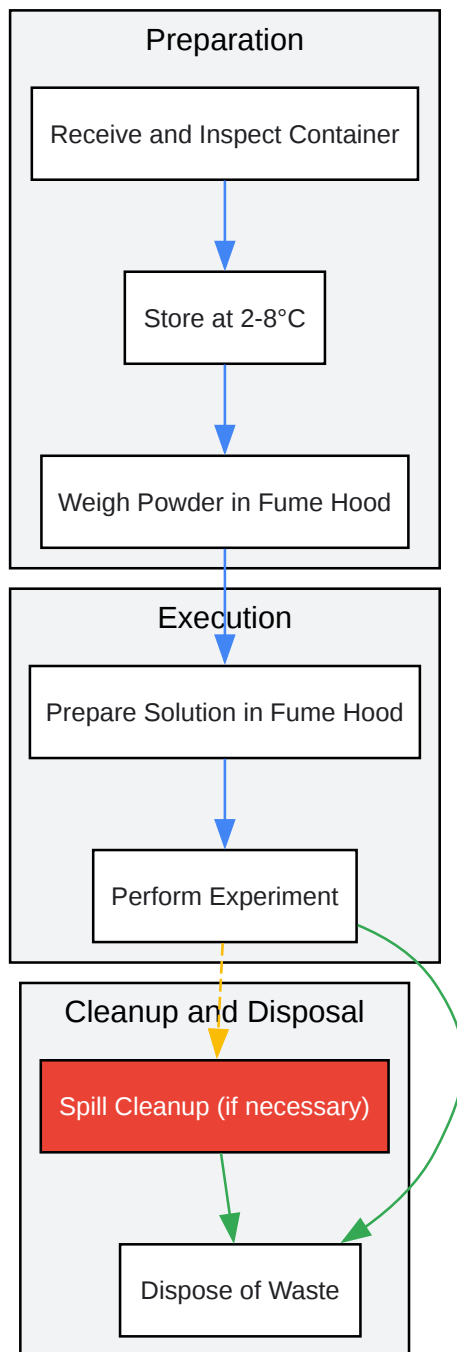 Preparation
Receive and Inspect Container
Store at 2-8°C
Weigh Powder in Fume Hood
Execution
Prepare Solution in Fume Hood
Perform Experiment
Cleanup and Disposal
Spill Cleanup (if necessary)
Dispose of Waste